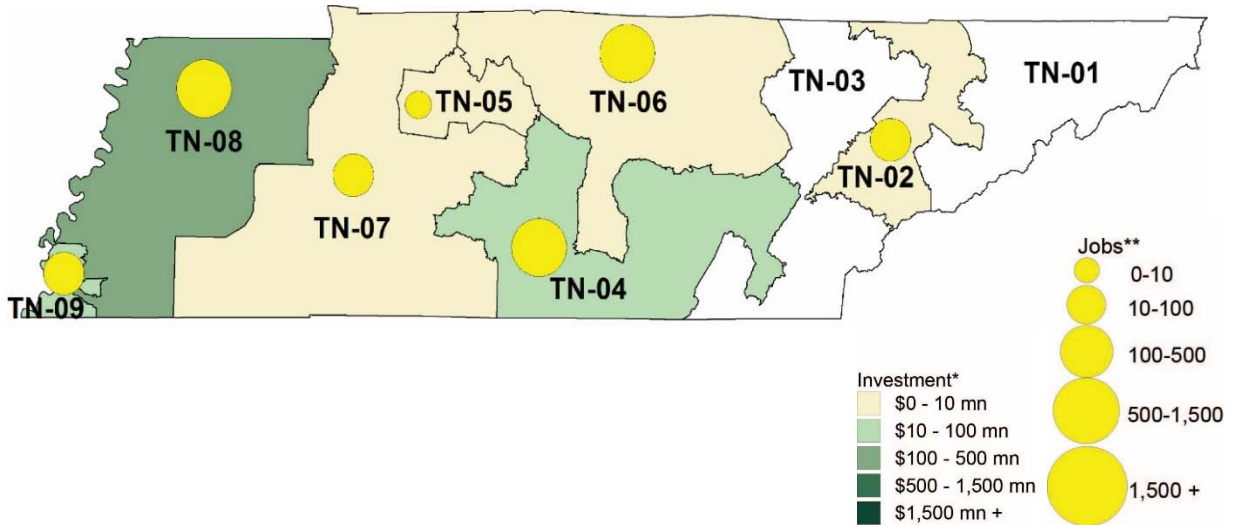 TN-01
TN-03
TN-05
TN-06
TN-08
TN-02
TN-07
TN-04
TN-09
Jobs**
0-10
10-100
100-500
500-1,500
1,500 +
Investment*
$0 - 10 mn
$10 - 100 mn
$100 - 500 mn
$500 - 1,500 mn
$1,500 mn +